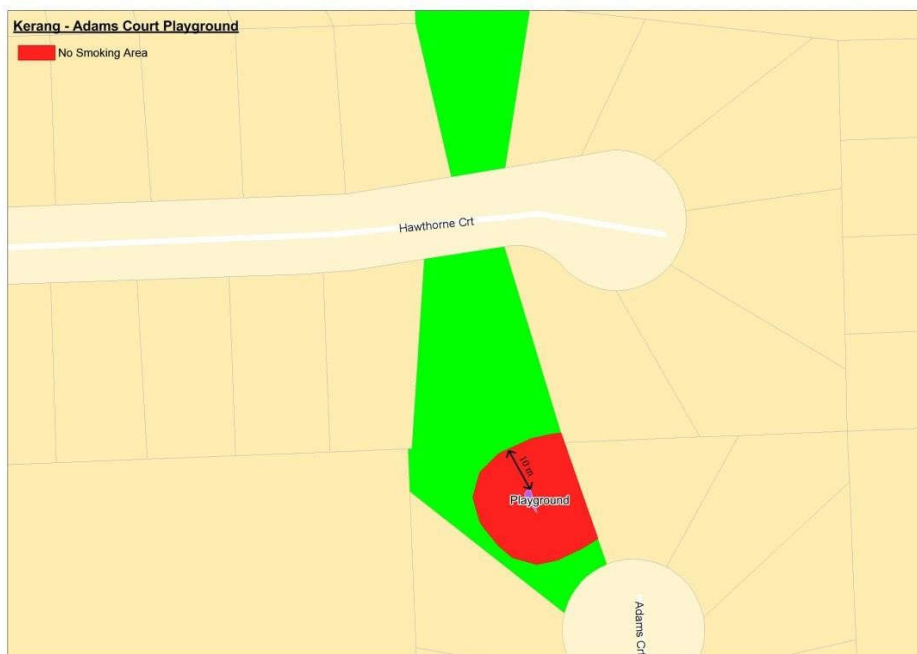 Kerang - Adams Court Playground
No Smoking Area
Hawthorne Crt
10 m
Playground
Adams Crt